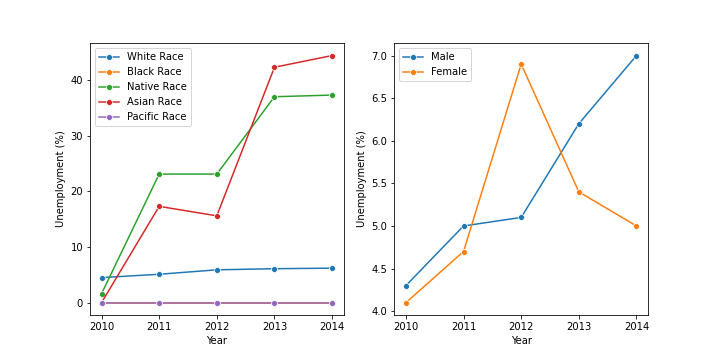 White Race
Black Race
Native Race
Asian Race
Pacific Race
Unemployment (%)
40
30
20
10
0
2010 2011 2012 2013 2014
Year
Male
Female
Unemployment (%)
7.0
6.5
6.0
5.5
5.0
4.5
4.0
2010 2011 2012 2013 2014
Year